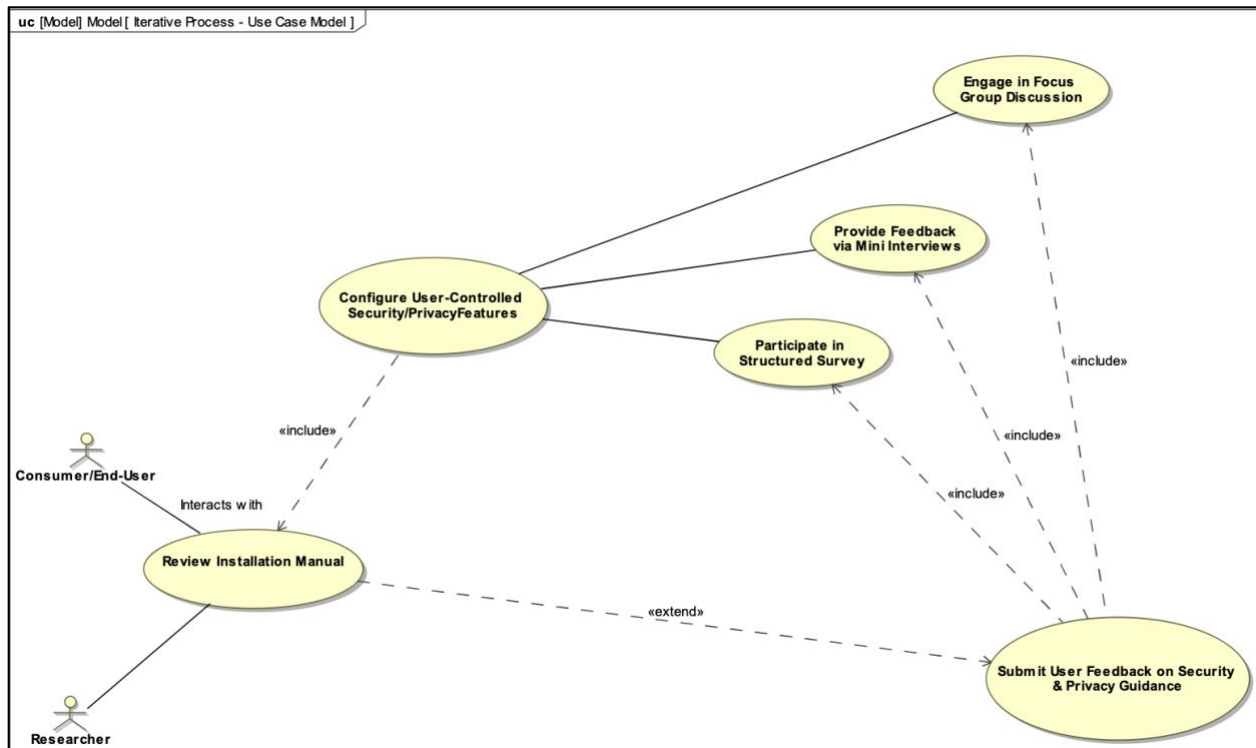 uc [Model] Model [ Iterative Process - Use Case Model ]
Engage in Focus
Group Discussion
Provide Feedback
via Mini Interviews
Configure User-Controlled
Security/PrivacyFeatures
Participate in
Structured Survey
«include»
«include»
«include»
«include»
Consumer/End-User
Interacts with
Review Installation Manual
«extend»
Submit User Feedback on Security
& Privacy Guidance
Researcher